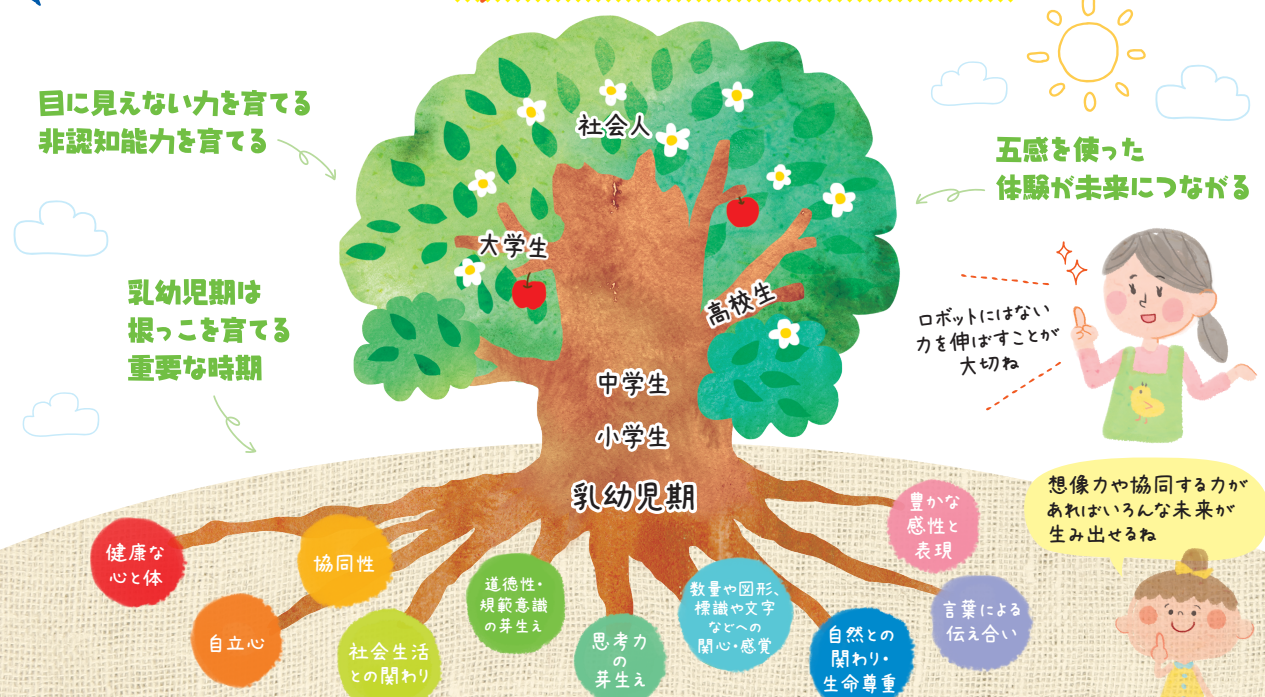 目に見えない力を育てる
非認知能力を育てる
乳幼児期は
根っこを育てる
重要な時期
社会人
大学生
高校生
中学生
小学生
乳幼児期
五感を使った
体験が未来につながる
ロボットにはない
力を伸ばすことが
大切ね
想像力や協同する力が
あればいろんな未来が
生み出せるね
健康な
心と体
自立心
協同性
社会生活
との関わり
道徳性・
規範意識
の芽生え
思考力
の
芽生え
数量や図形、
標識や文字
などへの
関心・感覚
自然との
関わり・
生命尊重
言葉による
伝え合い
豊かな
感性と
表現